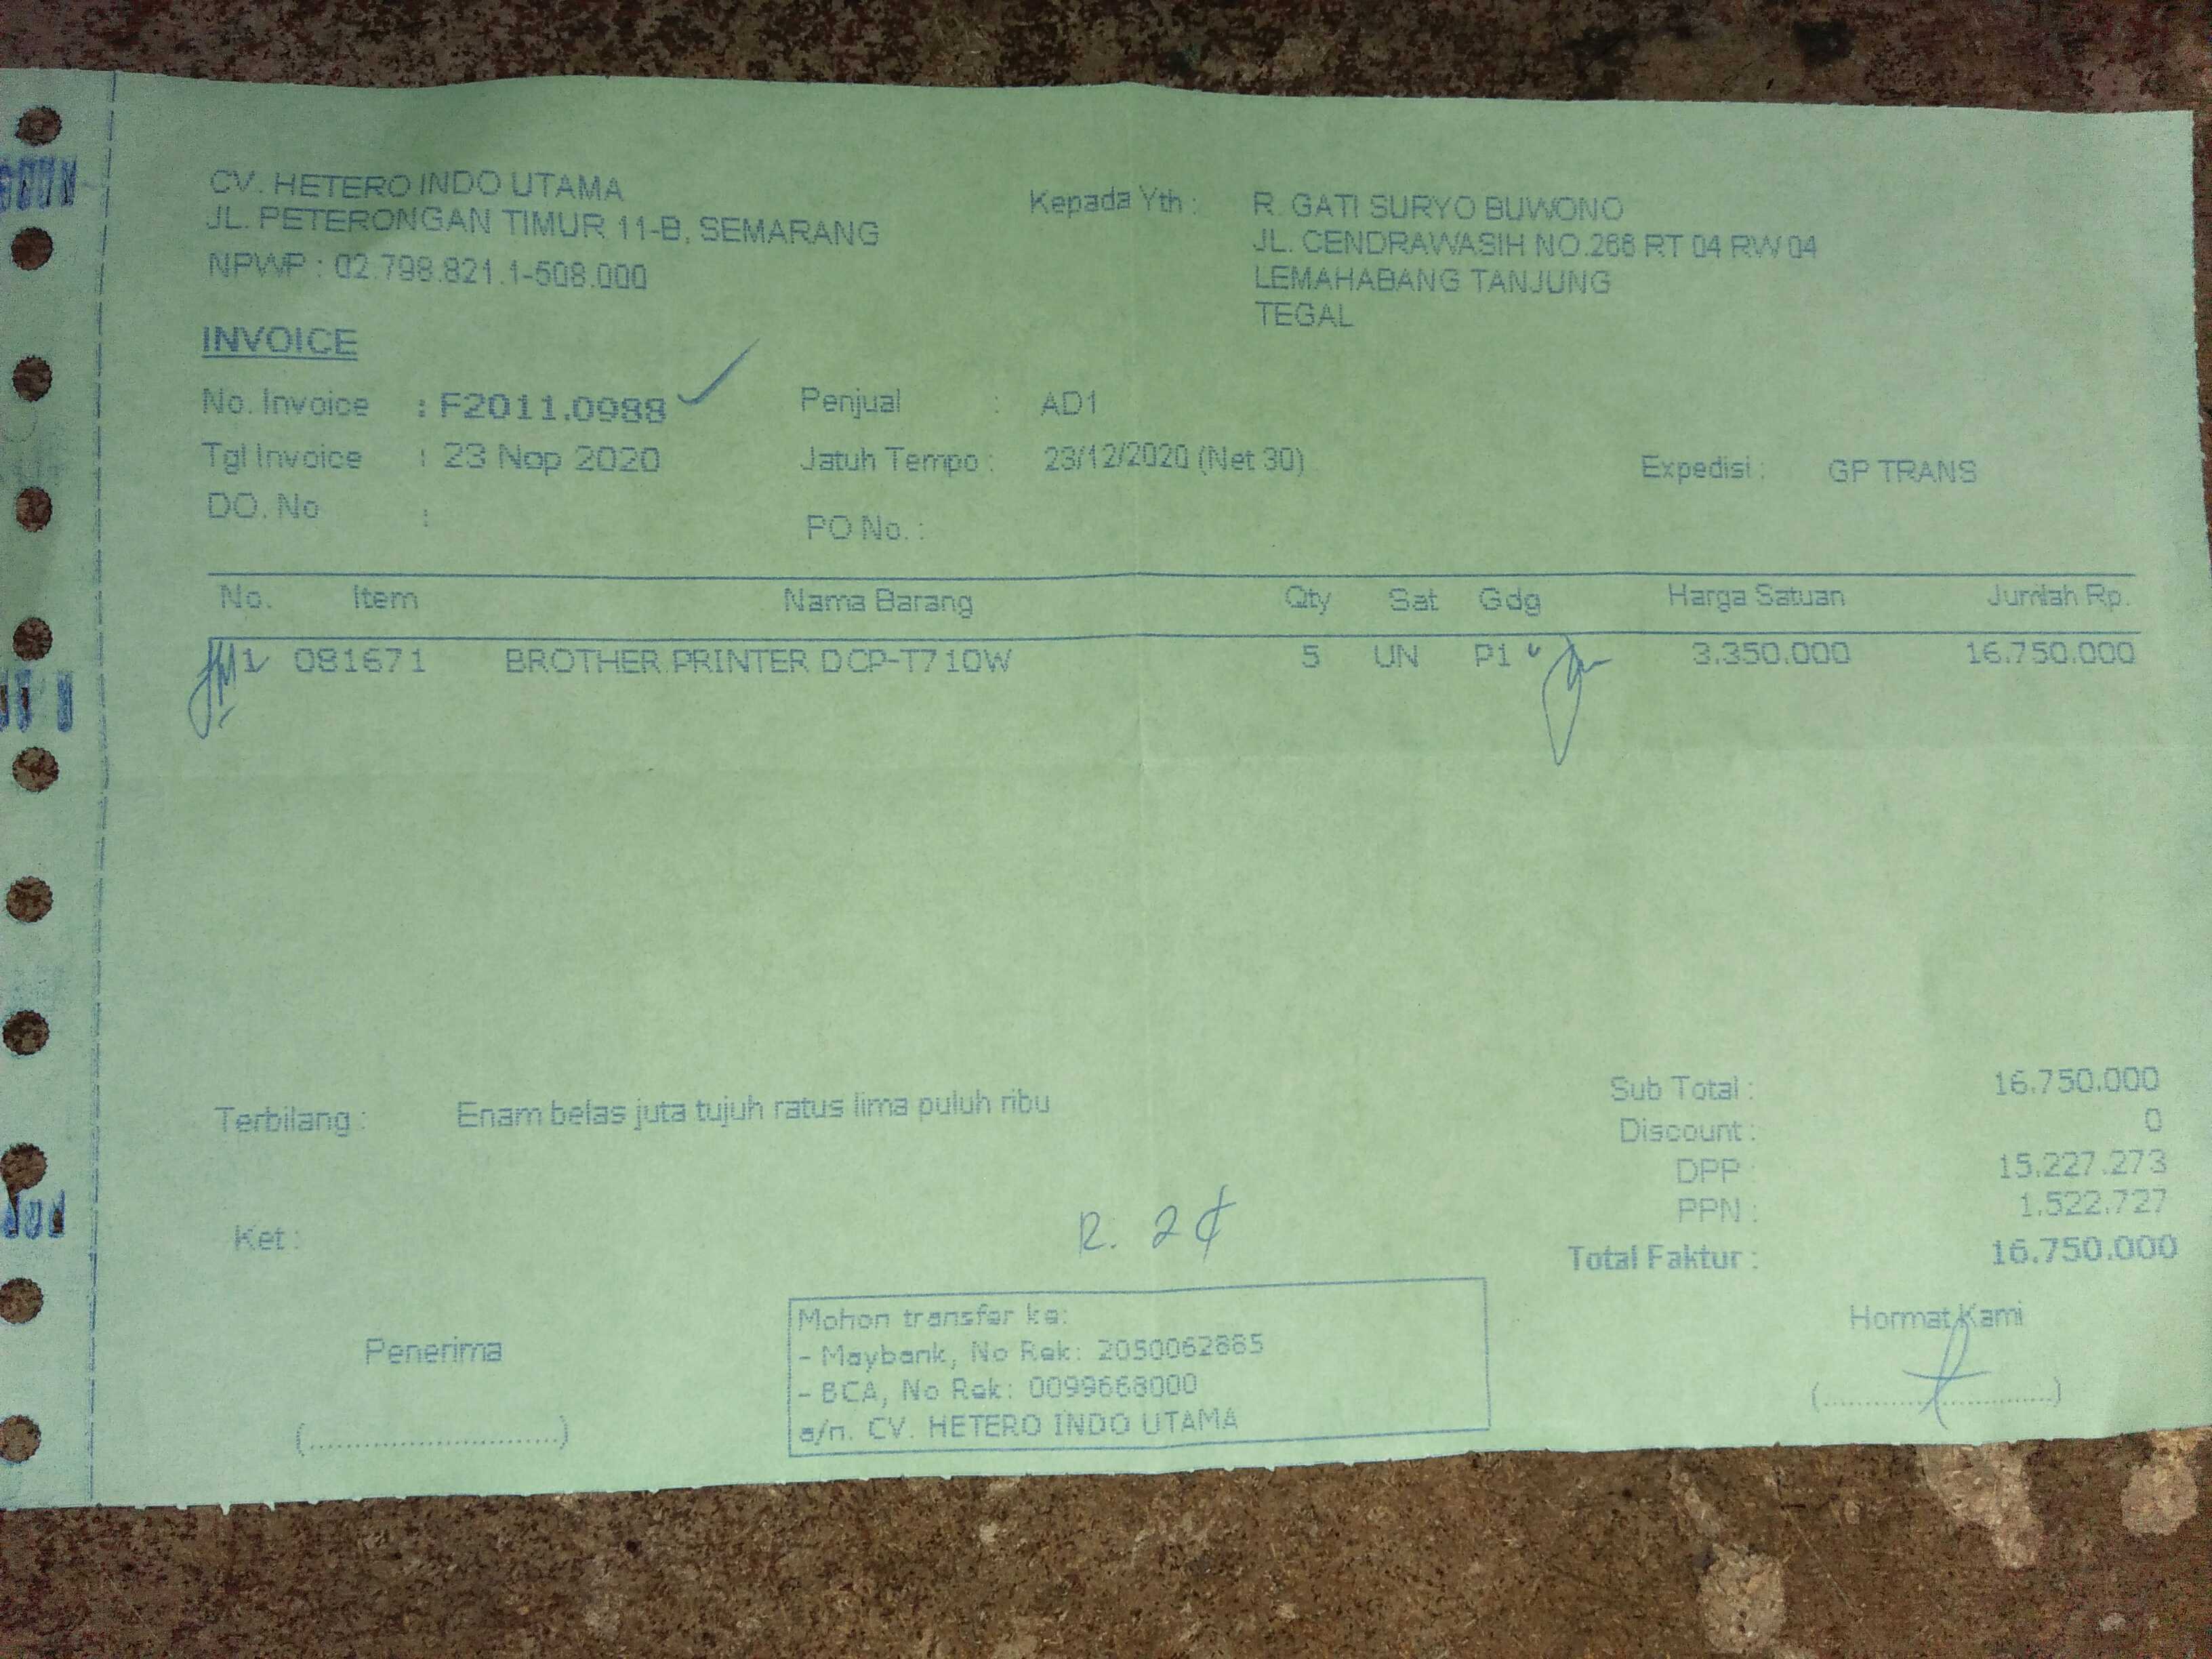 CV. HETERO INDO UTAMA
JL. PETERONGAN TIMUR 11-B, SEMARANG
NPWP : 02.798.821.1-508.000
Kepada Yth : R. GATI SURYO BUWONO
JL. CENDRAWASIH NO.266 RT 04 RW 04
LEMAHABANG TANJUNG
TEGAL
INVOICE
No. Invoice : F2011.0988 Penjual : AD1
Tgl Invoice : 23 Nop 2020 Jatuh Tempo : 23/12/2020 (Net 30) Expedisi : GP TRANS
DO. No : PO No. :
No. Item Nama Barang Qty Sat Gdg Harga Satuan Jumlah Rp.
1 081671 BROTHER PRINTER DCP-T710W 5 UN P1 3.350.000 16.750.000
Terbilang : Enam belas juta tujuh ratus lima puluh ribu
Sub Total : 16.750.000
Discount : 0
DPP : 15.227.273
PPN : 1.522.727
Total Faktur : 16.750.000
Ket :
Penerima
(............................)
Mohon transfer ke:
- Maybank, No Rek: 2050062885
- BCA, No Rek: 0099668000
a/n. CV. HETERO INDO UTAMA
Hormat Kami
(............................)